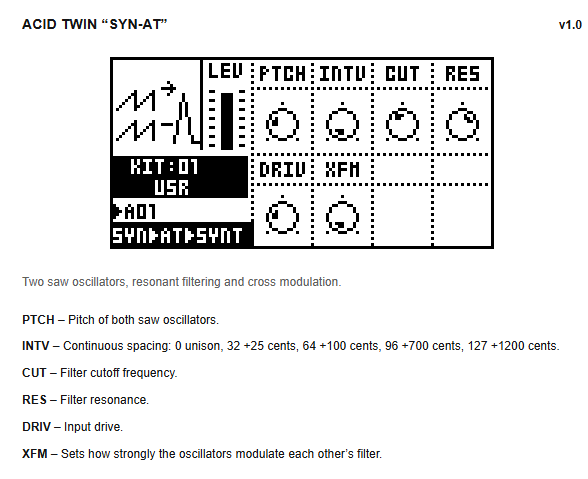 ACID TWIN “SYN-AT”
v1.0
LEV PTCH INTV CUT RES
KIT:01
USR
DRIV XFM
A01
SYN▸AT▸SYNT
Two saw oscillators, resonant filtering and cross modulation.
PTCH – Pitch of both saw oscillators.
INTV – Continuous spacing: 0 unison, 32 +25 cents, 64 +100 cents, 96 +700 cents, 127 +1200 cents.
CUT – Filter cutoff frequency.
RES – Filter resonance.
DRIV – Input drive.
XFM – Sets how strongly the oscillators modulate each other’s filter.